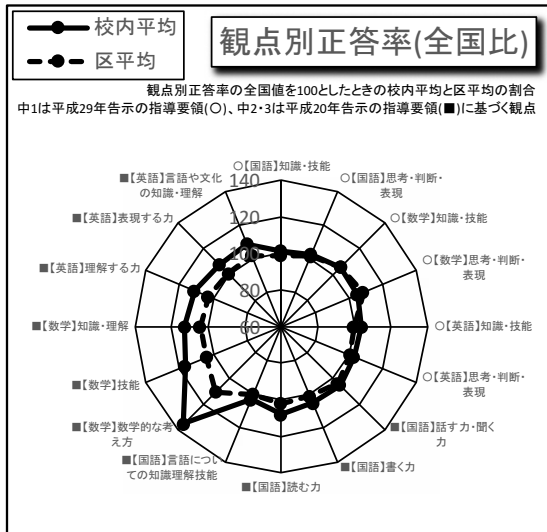 校内平均
区平均
観点別正答率(全国比)
観点別正答率の全国値を100としたときの校内平均と区平均の割合
中1は平成29年告示の指導要領(〇)、中2・3は平成20年告示の指導要領(■)に基づく観点
〇【国語】知識・技能
〇【国語】思考・判断・
表現
〇【数学】知識・技能
〇【数学】思考・判断・
表現
〇【英語】知識・技能
〇【英語】思考・判断・
表現
■【国語】話す力・聞く
力
■【国語】書く力
■【国語】読む力
■【国語】言語につい
ての知識理解技能
■【数学】数学的な考
え方
■【数学】技能
■【数学】知識・理解
■【英語】理解する力
■【英語】表現する力
■【英語】言語や文化
の知識・理解
140
120
100
80
60